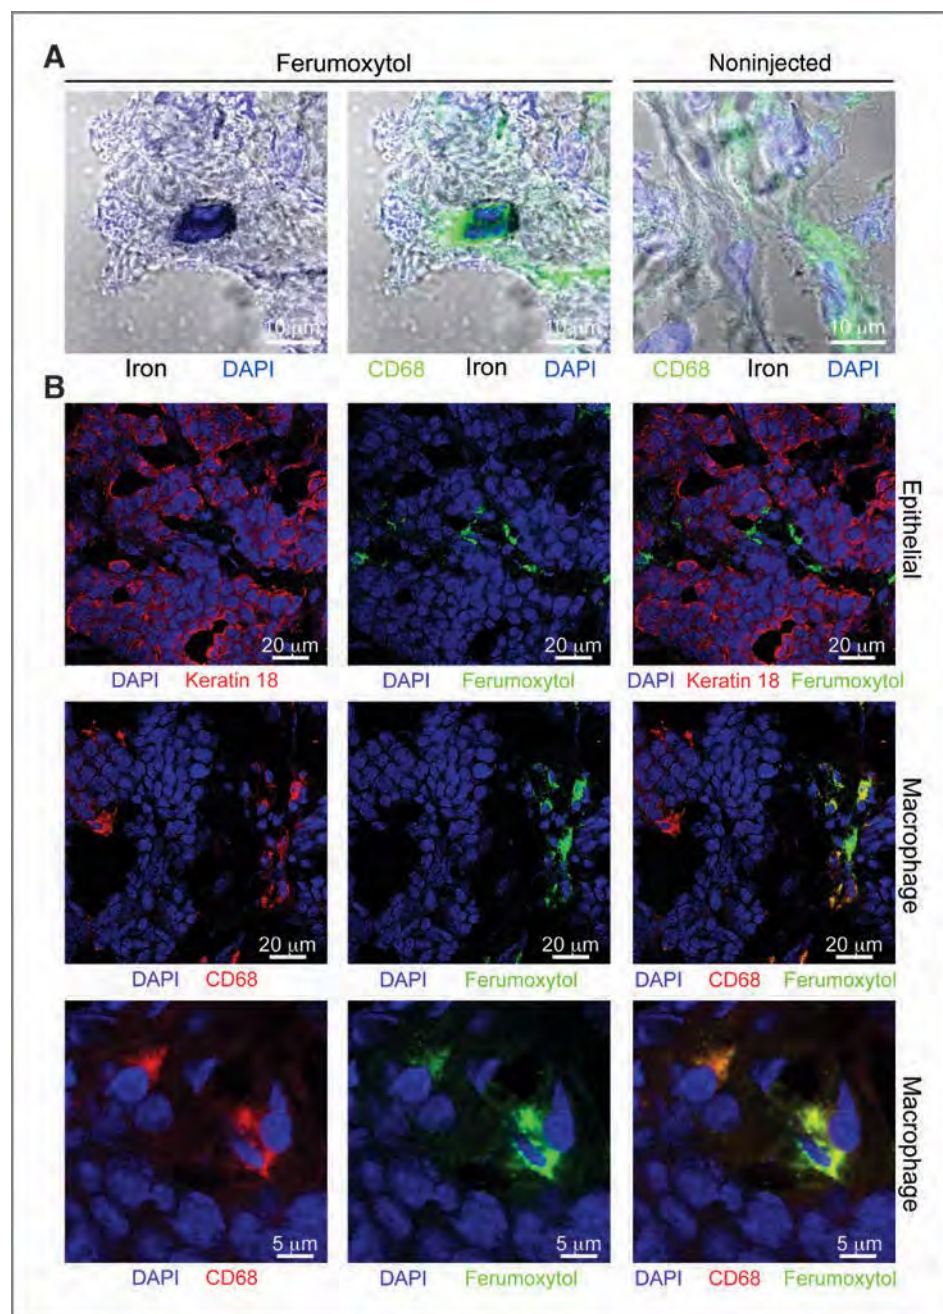 A
Ferumoxytol Noninjected
10 μm 10 μm 10 μm
Iron DAPI CD68 Iron DAPI CD68 Iron DAPI
B
Epithelial
20 μm 20 μm 20 μm
DAPI Keratin 18 DAPI Ferumoxytol DAPI Keratin 18 Ferumoxytol
Macrophage
20 μm 20 μm 20 μm
DAPI CD68 DAPI Ferumoxytol DAPI CD68 Ferumoxytol
Macrophage
5 μm 5 μm 5 μm
DAPI CD68 DAPI Ferumoxytol DAPI CD68 Ferumoxytol